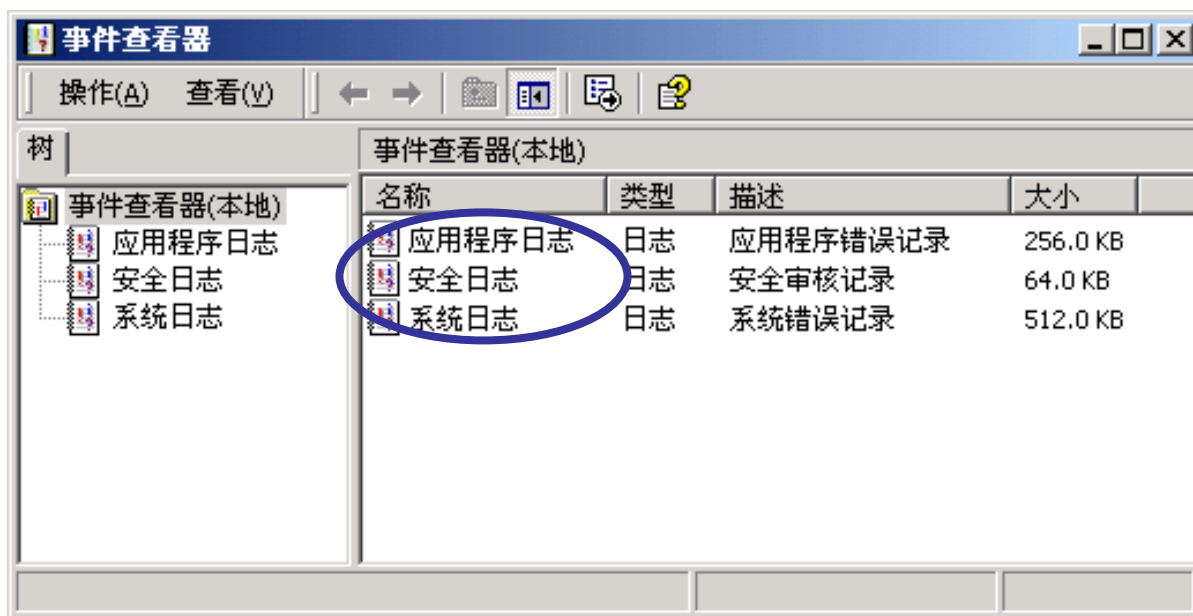 事件查看器
操作(A) 查看(V)
树
事件查看器(本地)
事件查看器(本地)
应用程序日志
安全日志
系统日志
名称 类型 描述 大小
应用程序日志 日志 应用程序错误记录 256.0 KB
安全日志 日志 安全审核记录 64.0 KB
系统日志 日志 系统错误记录 512.0 KB